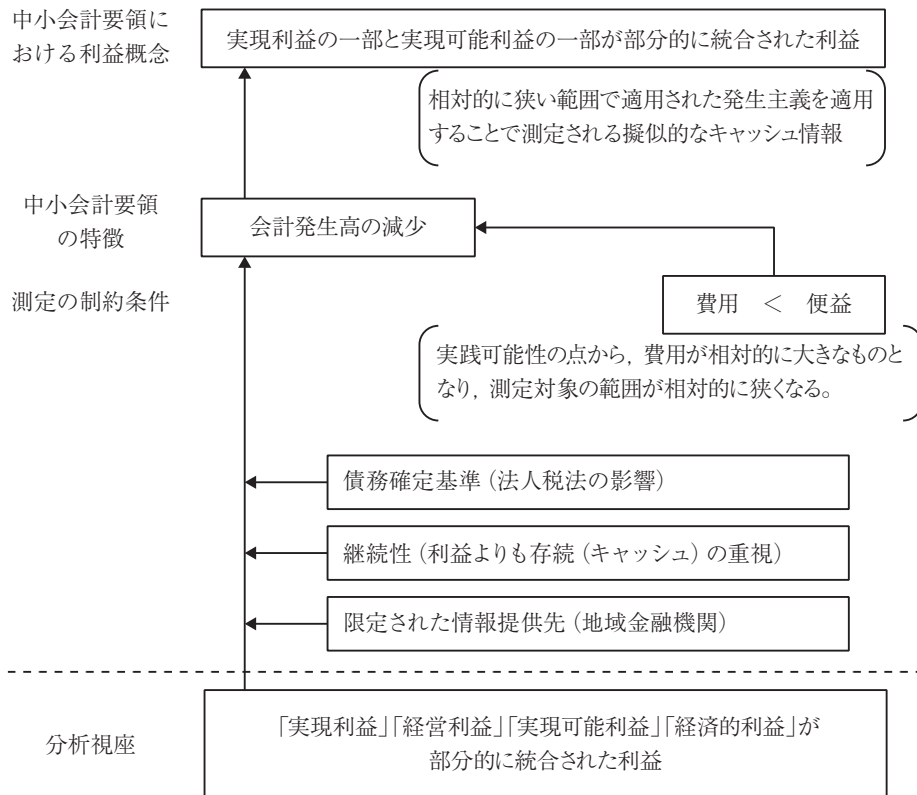 中小会計要領に
おける利益概念
実現利益の一部と実現可能利益の一部が部分的に統合された利益
相対的に狭い範囲で適用された発生主義を適用
することで測定される擬似的なキャッシュ情報
中小会計要領
の特徴
会計発生高の減少
測定の制約条件
費用 ＜ 便益
実践可能性の点から，費用が相対的に大きなものと
なり，測定対象の範囲が相対的に狭くなる。
債務確定基準（法人税法の影響）
継続性（利益よりも存続（キャッシュ）の重視）
限定された情報提供先（地域金融機関）
分析視座
「実現利益」「経営利益」「実現可能利益」「経済的利益」が
部分的に統合された利益